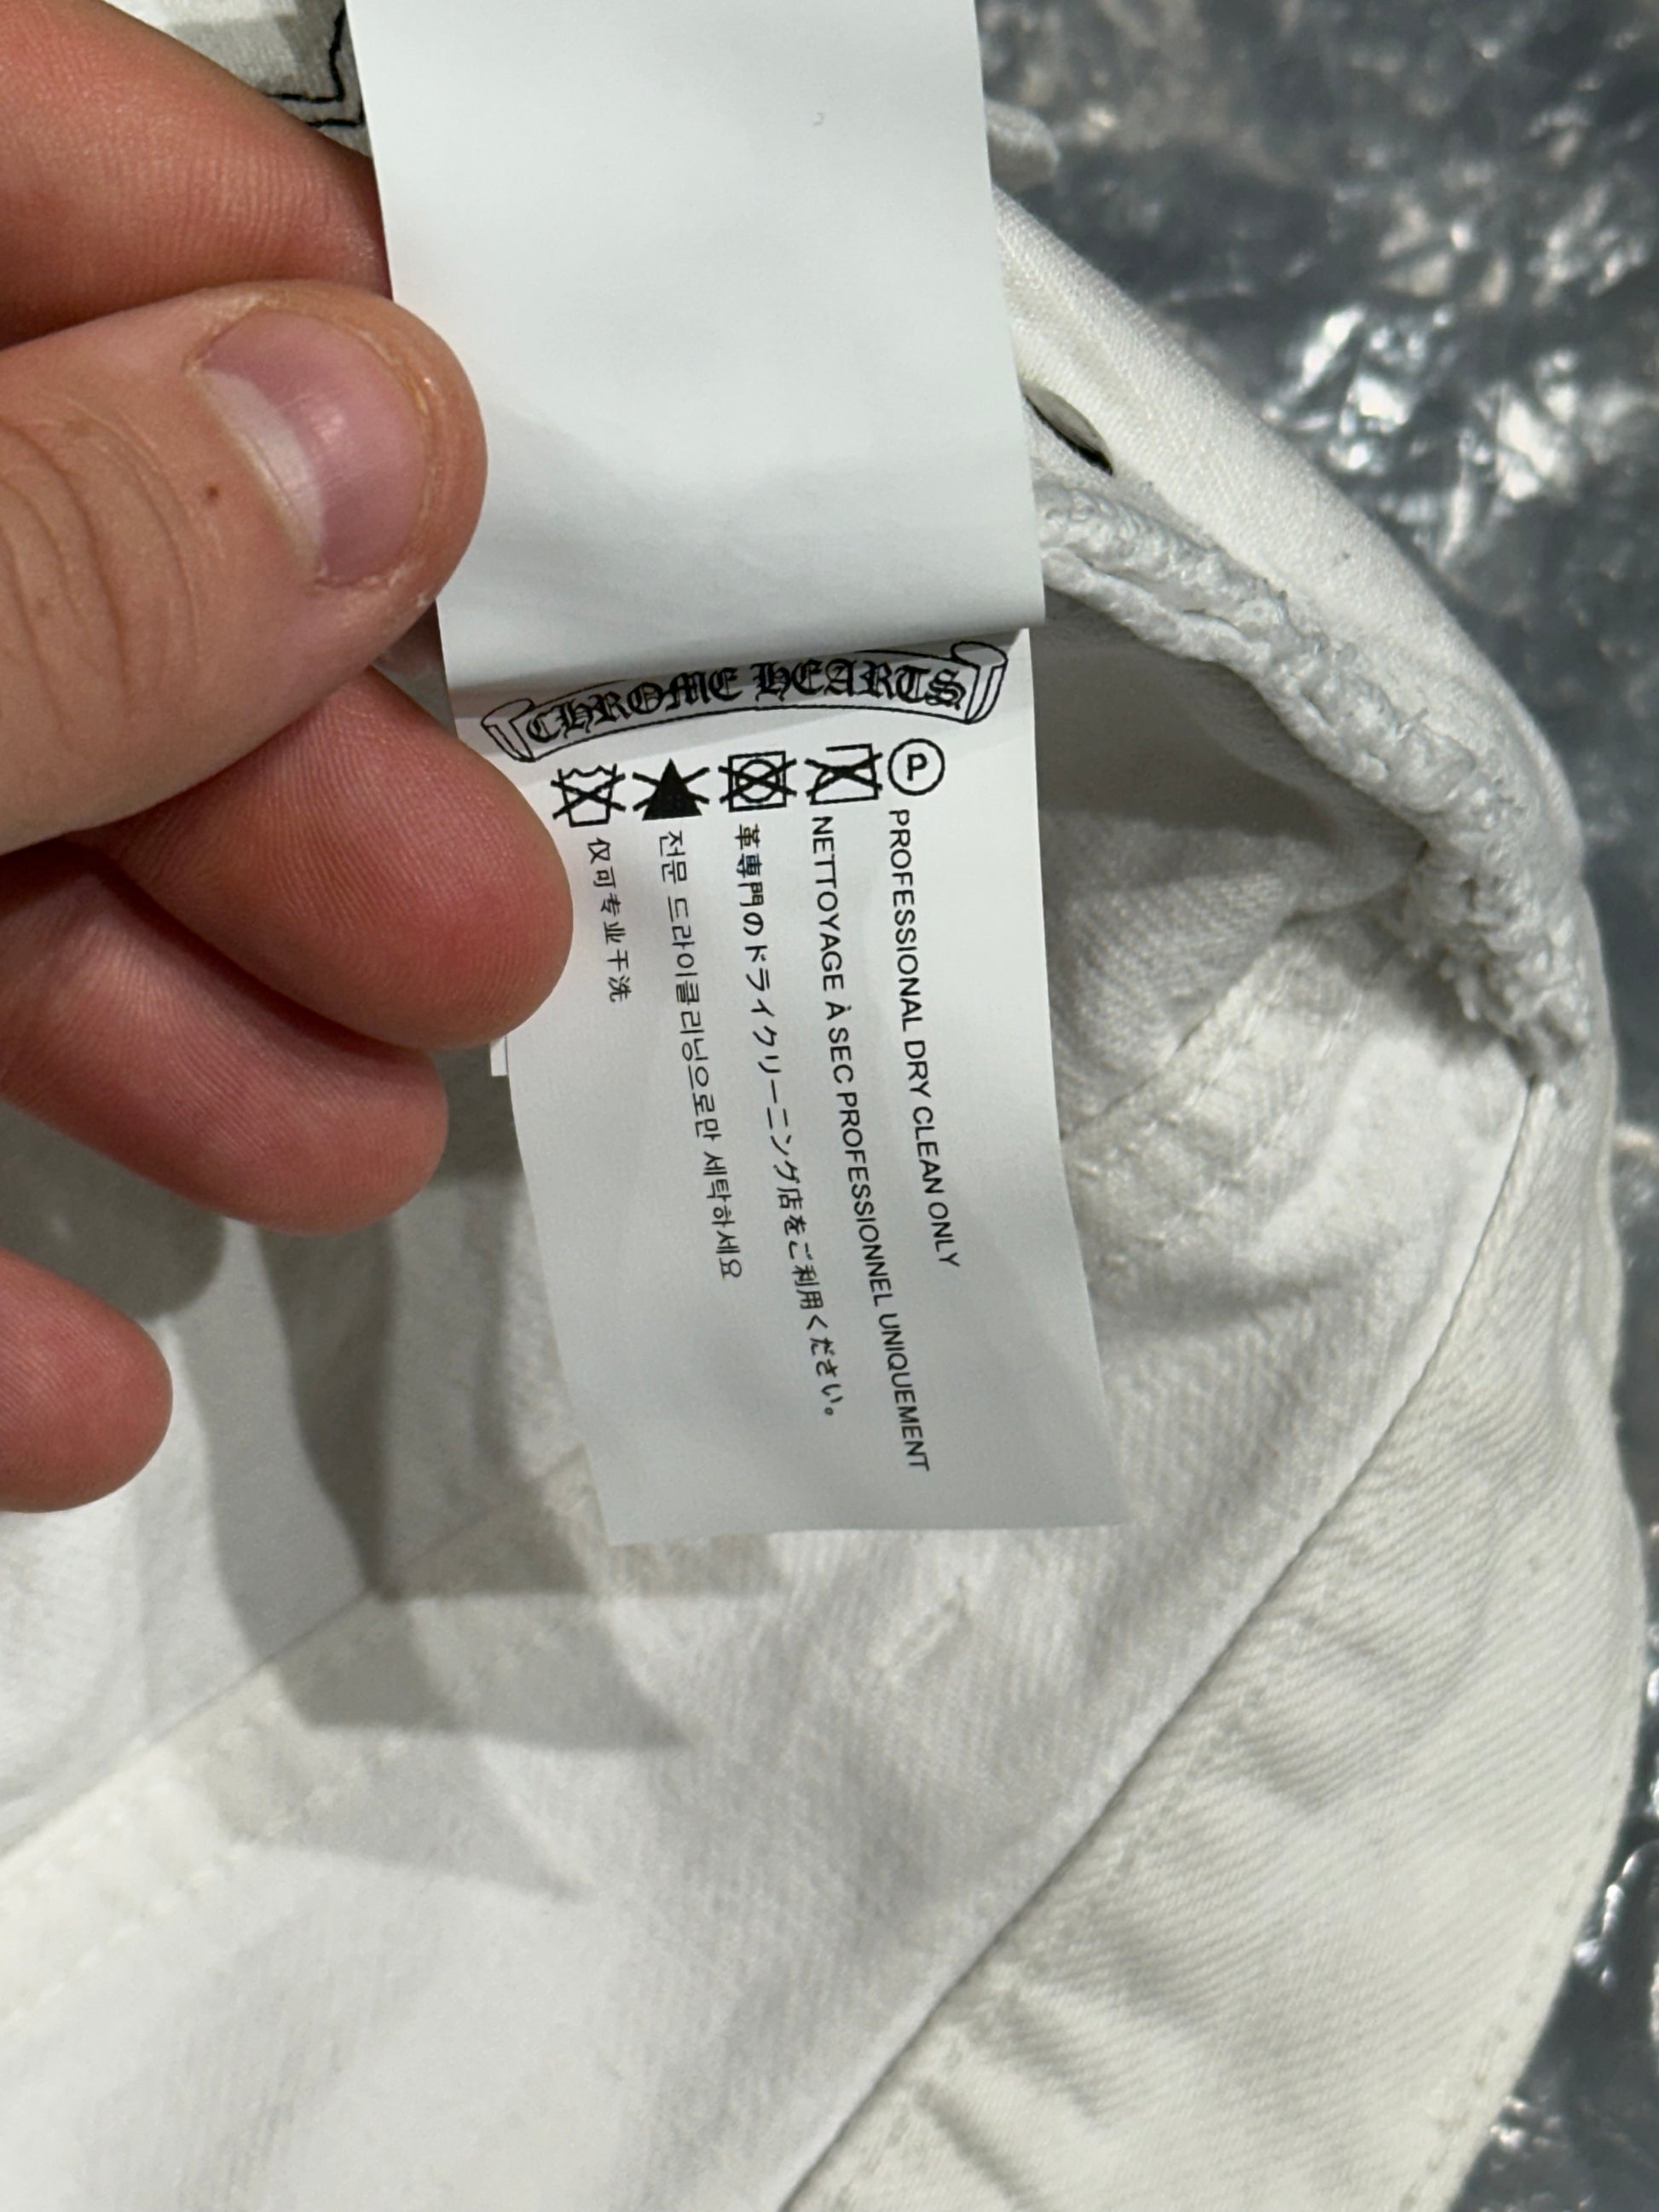 CHROME HEARTS
P
PROFESSIONAL DRY CLEAN ONLY
NETTOYAGE À SEC PROFESSIONNEL UNIQUEMENT
革専門のドライクリーニング店をご利用ください。
전문 드라이클리닝으로만 세탁하세요
仅可专业干洗